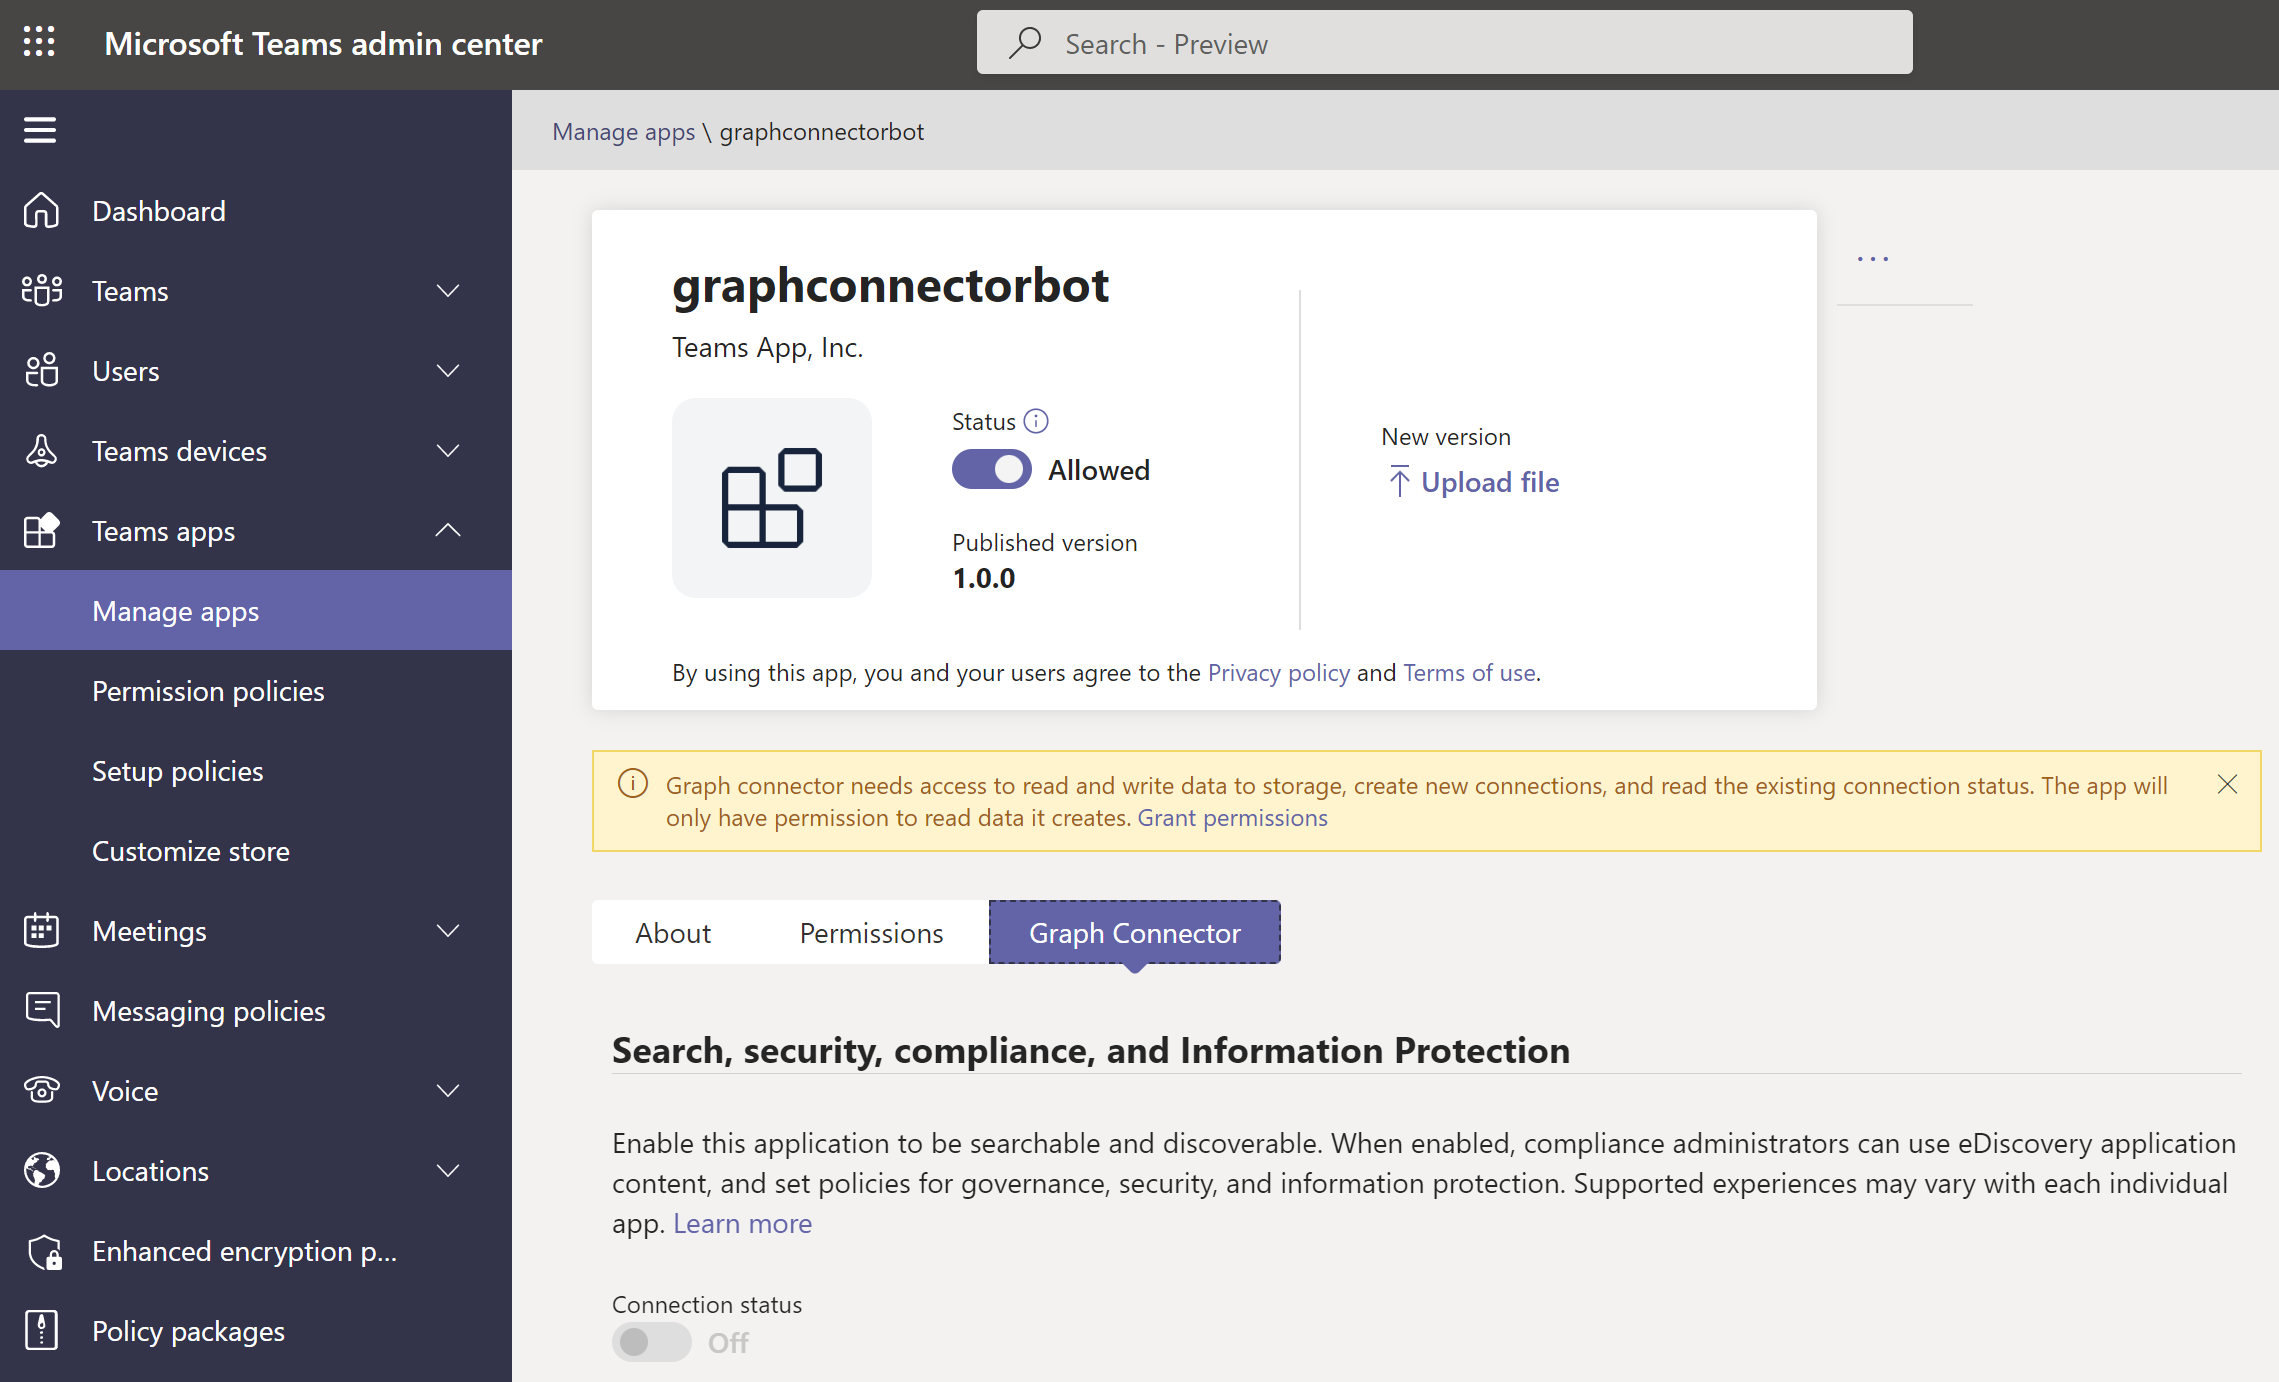 Microsoft Teams admin center
Search - Preview
Manage apps \ graphconnectorbot
Dashboard
Teams
Users
Teams devices
Teams apps
Manage apps
Permission policies
Setup policies
Customize store
Meetings
Messaging policies
Voice
Locations
Enhanced encryption p...
Policy packages
graphconnectorbot
Teams App, Inc.
Status
Allowed
Published version
1.0.0
New version
Upload file
By using this app, you and your users agree to the Privacy policy and Terms of use.
Graph connector needs access to read and write data to storage, create new connections, and read the existing connection status. The app will
only have permission to read data it creates. Grant permissions
About
Permissions
Graph Connector
Search, security, compliance, and Information Protection
Enable this application to be searchable and discoverable. When enabled, compliance administrators can use eDiscovery application
content, and set policies for governance, security, and information protection. Supported experiences may vary with each individual
app. Learn more
Connection status
Off